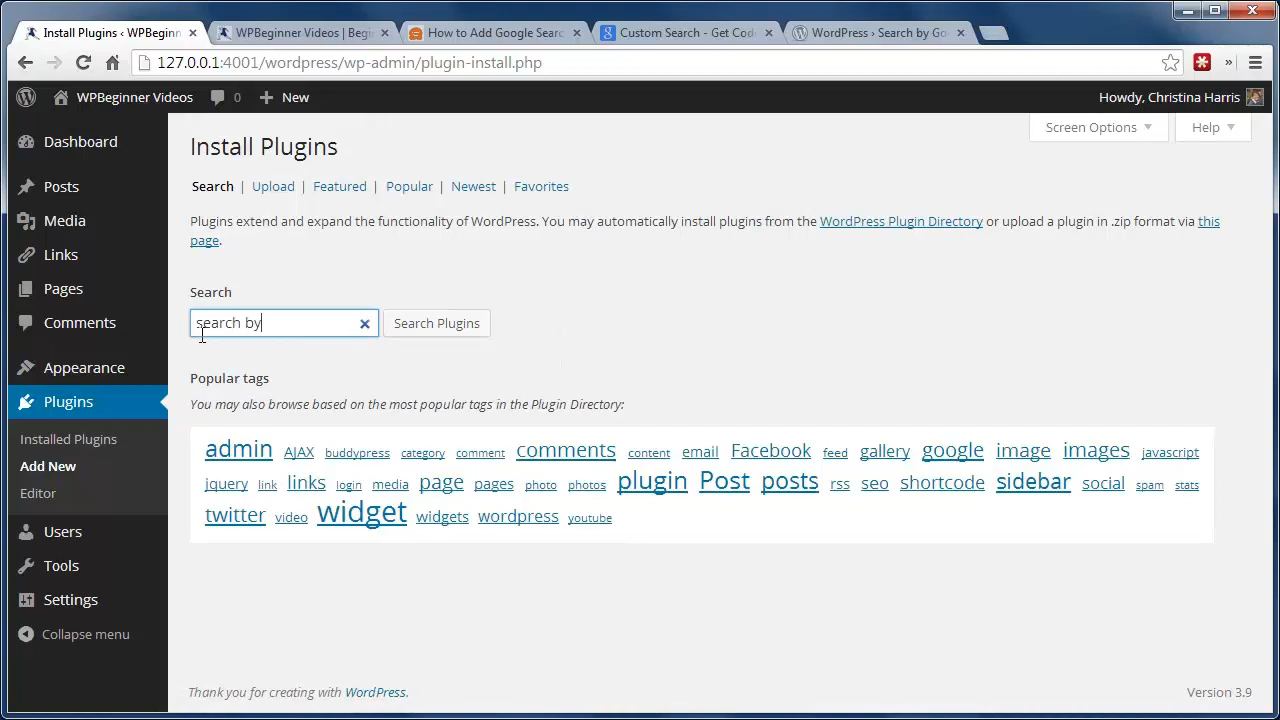 Install Plugins ‹ WPBeginn
WPBeginner Videos | Begi
How to Add Google Searc
Custom Search - Get Cod
WordPress › Search by Go
127.0.0.1:4001/wordpress/wp-admin/plugin-install.php
WPBeginner Videos 0 New
Howdy, Christina Harris
Screen Options Help
Dashboard
Posts
Media
Links
Pages
Comments
Appearance
Plugins
Installed Plugins
Add New
Editor
Users
Tools
Settings
Collapse menu
Install Plugins
Search | Upload | Featured | Popular | Newest | Favorites
Plugins extend and expand the functionality of WordPress. You may automatically install plugins from the WordPress Plugin Directory or upload a plugin in .zip format via this
page.
Search
search by
Search Plugins
Popular tags
You may also browse based on the most popular tags in the Plugin Directory:
admin AJAX buddypress category comment comments content email Facebook feed gallery google image images javascript
jquery link links login media page pages photo photos plugin Post posts rss seo shortcode sidebar social spam stats
twitter video widget widgets wordpress youtube
Thank you for creating with WordPress.
Version 3.9